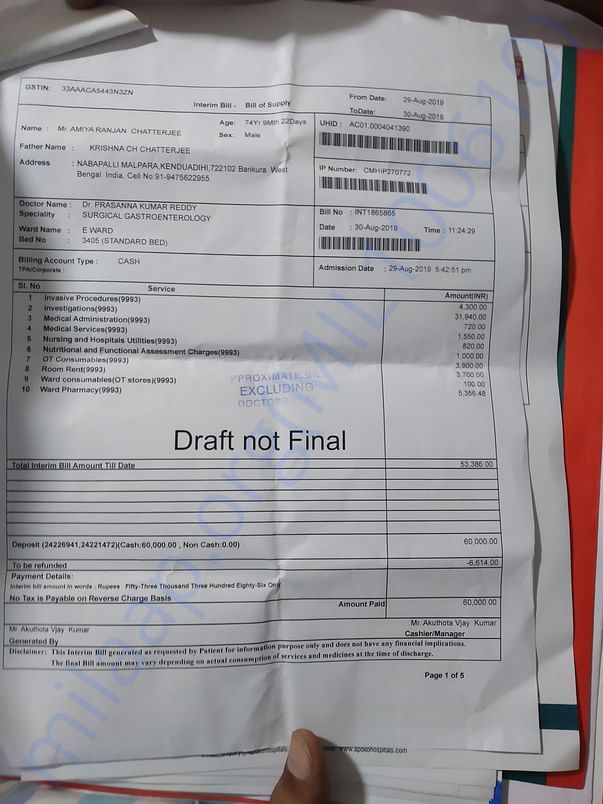 GSTIN: 33AAACA5443N3ZN
Interim Bill - Bill of Supply
From Date: 29-Aug-2019
ToDate: 30-Aug-2019
Name : Mr. AMIYA RANJAN CHATTERJEE
Age: 74Yr 9Mth 22Days
Sex: Male
Father Name : KRISHNA CH CHATTERJEE
Address : NABAPALLI MALPARA,KENDUADIHI,722102 Bankura West
Bengal India. Cell No.91-9475622955
UHID : AC01.0004041390
IP Number: CMHIP270772
Doctor Name : Dr. PRASANNA KUMAR REDDY
Speciality : SURGICAL GASTROENTEROLOGY
Ward Name : E WARD
Bed No : 3405 (STANDARD BED)
Bill No : INT1865865
Date : 30-Aug-2019 Time : 11:24:29
Billing Account Type : CASH
TPA/Corporate :
Admission Date : 29-Aug-2019 5:42:51 pm
Sl. No Service Amount(INR)
1 Invasive Procedures(9993) 4,300.00
2 Investigations(9993) 31,940.00
3 Medical Administration(9993) 720.00
4 Medical Services(9993) 1,550.00
5 Nursing and Hospitals Utilities(9993) 820.00
6 Nutritional and Functional Assessment Charges(9993) 1,000.00
7 OT Consumables(9993) 3,900.00
8 Room Rent(9993) 3,700.00
9 Ward consumables(OT stores)(9993) 100.00
10 Ward Pharmacy(9993) 5,356.48
PPROXIMATE BIL
EXCLUDING
DOCTORS
Draft not Final
Total Interim Bill Amount Till Date 53,386.00
Deposit (24226941,24221472)(Cash:60,000.00 , Non Cash:0.00) 60,000.00
To be refunded -6,614.00
Payment Details:
Interim bill amount in words : Rupees Fifty-Three Thousand Three Hundred Eighty-Six Only
No Tax is Payable on Reverse Charge Basis
Amount Paid 60,000.00
Mr. Akuthota Vjay Kumar
Generated By
Mr. Akuthota Vjay Kumar
Cashier/Manager
Disclaimer: This Interim Bill generated as requested by Patient for information purpose only and does not have any financial implications.
The final Bill amount may vary depending on actual consumption of services and medicines at the time of discharge.
Page 1 of 5
www.apollohospitals.com
milaap.org(MIL100610)